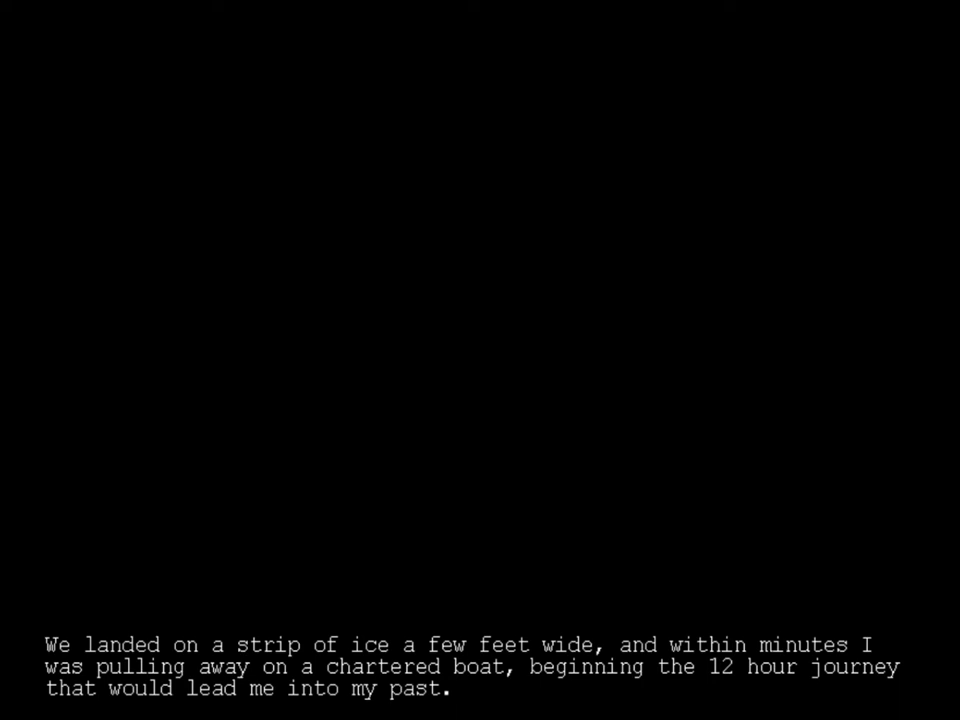 We landed on a strip of ice a few feet wide, and within minutes I
was pulling away on a chartered boat, beginning the 12 hour journey
that would lead me into my past.